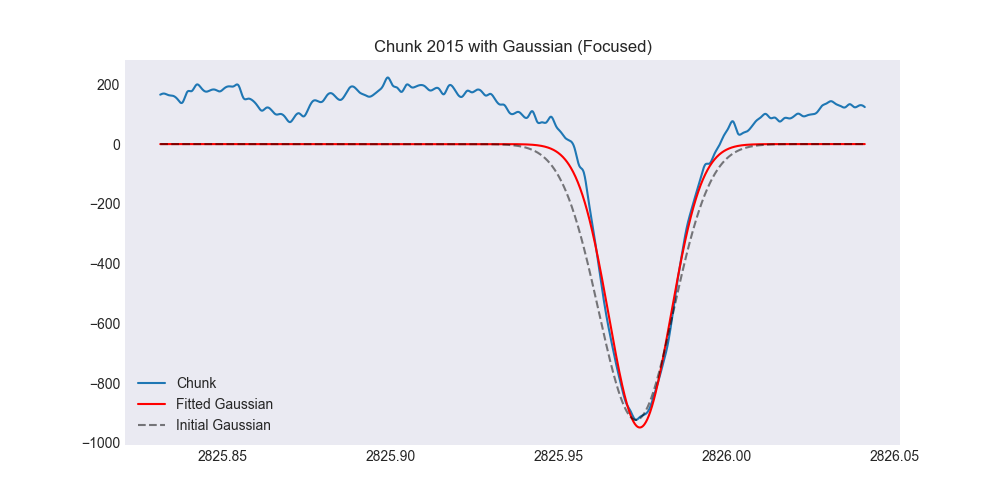 Chunk 2015 with Gaussian (Focused)
200
0
−200
−400
−600
−800
−1000
Chunk
Fitted Gaussian
Initial Gaussian
2825.85 2825.90 2825.95 2826.00 2826.05